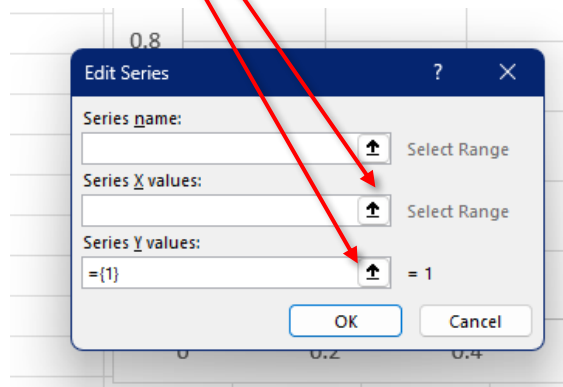 0.8
Edit Series ?
Series name:
Select Range
Series X values:
Select Range
Series Y values:
={1} = 1
OK Cancel
0 0.2 0.4